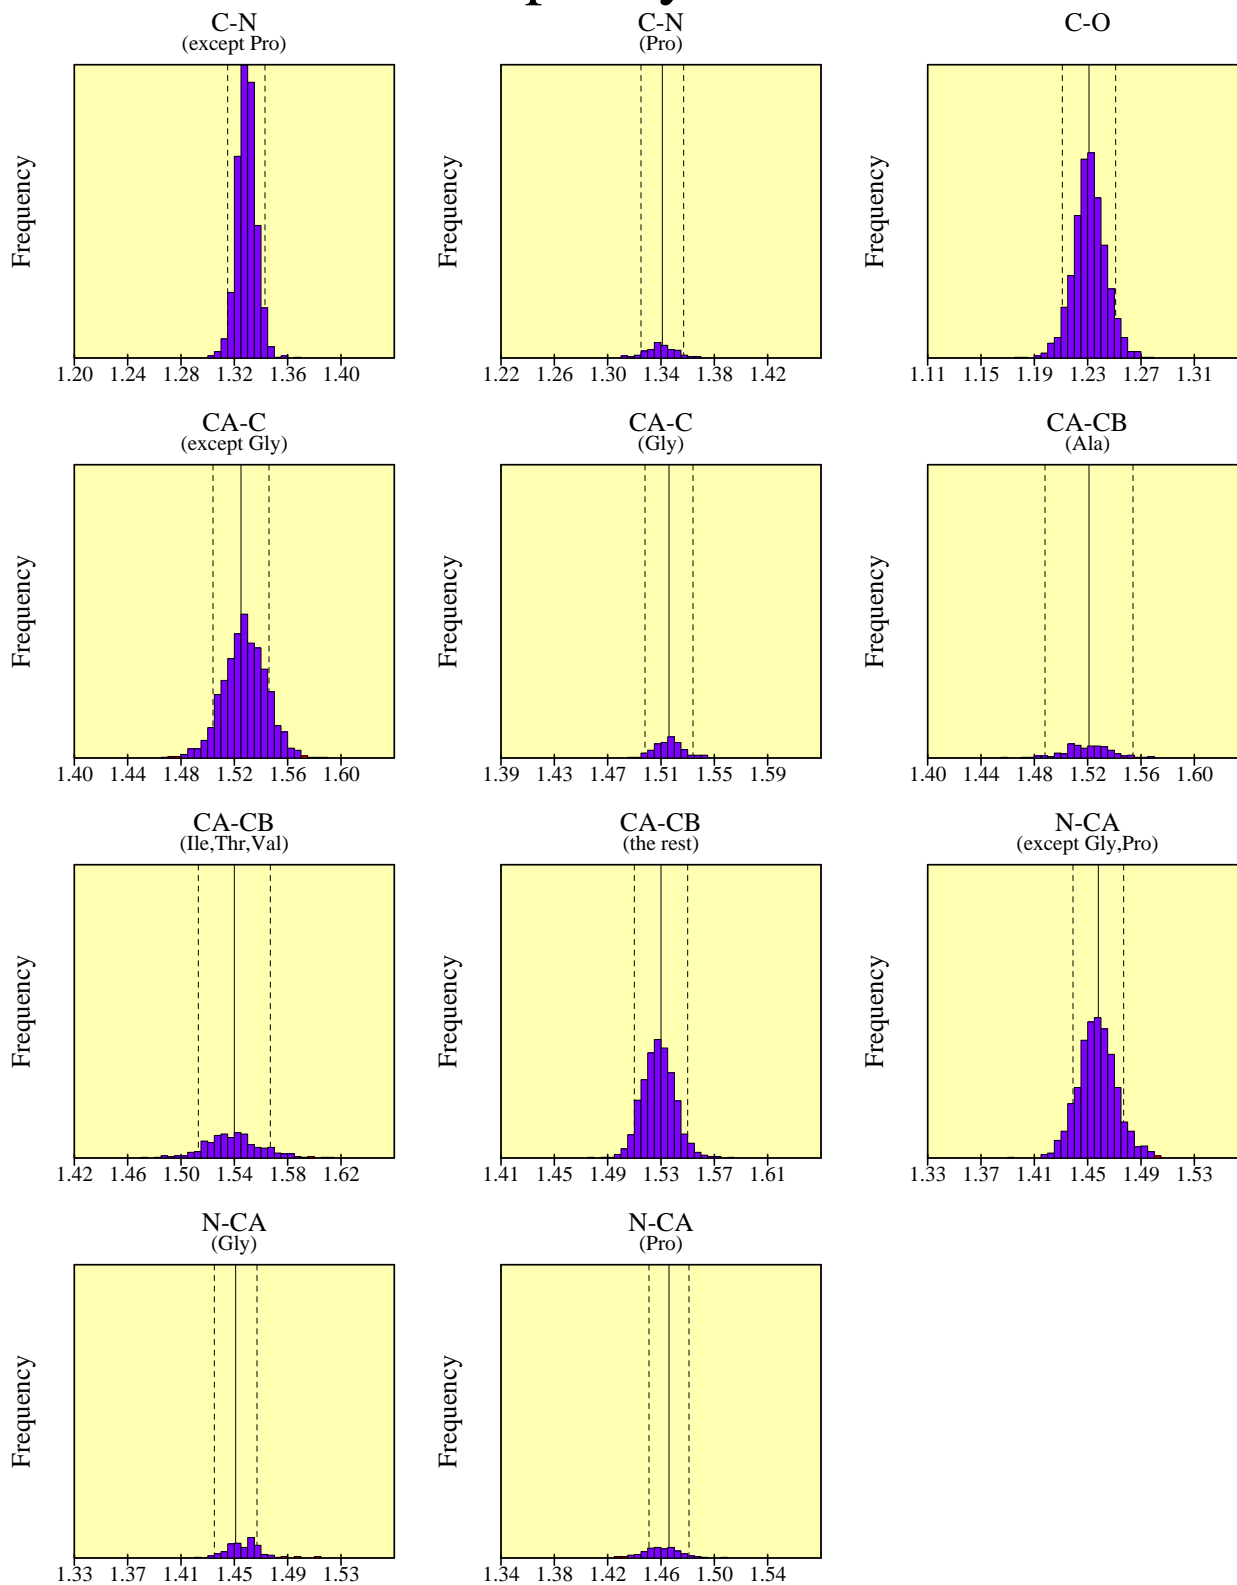 C-N
(except Pro)
C-N
(Pro)
C-O
Frequency
Frequency
Frequency
1.20 1.24 1.28 1.32 1.36 1.40
1.22 1.26 1.30 1.34 1.38 1.42
1.11 1.15 1.19 1.23 1.27 1.31
CA-C
(except Gly)
CA-C
(Gly)
CA-CB
(Ala)
Frequency
Frequency
Frequency
1.40 1.44 1.48 1.52 1.56 1.60
1.39 1.43 1.47 1.51 1.55 1.59
1.40 1.44 1.48 1.52 1.56 1.60
CA-CB
(Ile,Thr,Val)
CA-CB
(the rest)
N-CA
(except Gly,Pro)
Frequency
Frequency
Frequency
1.42 1.46 1.50 1.54 1.58 1.62
1.41 1.45 1.49 1.53 1.57 1.61
1.33 1.37 1.41 1.45 1.49 1.53
N-CA
(Gly)
N-CA
(Pro)
Frequency
Frequency
1.33 1.37 1.41 1.45 1.49 1.53
1.34 1.38 1.42 1.46 1.50 1.54